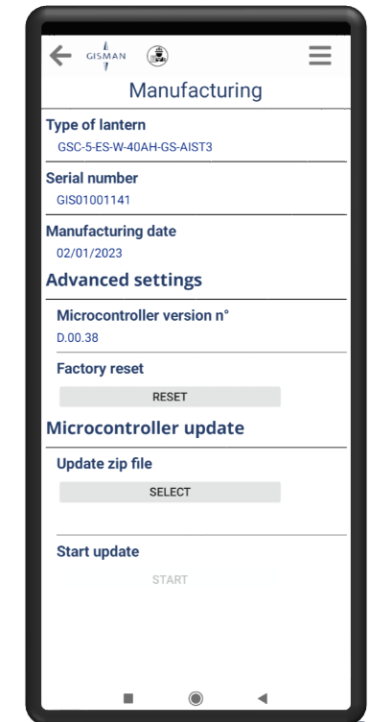 GISMAN
Manufacturing
Type of lantern
GSC-5-ES-W-40AH-GS-AIST3
Serial number
GIS01001141
Manufacturing date
02/01/2023
Advanced settings
Microcontroller version n°
D.00.38
Factory reset
RESET
Microcontroller update
Update zip file
SELECT
Start update
START